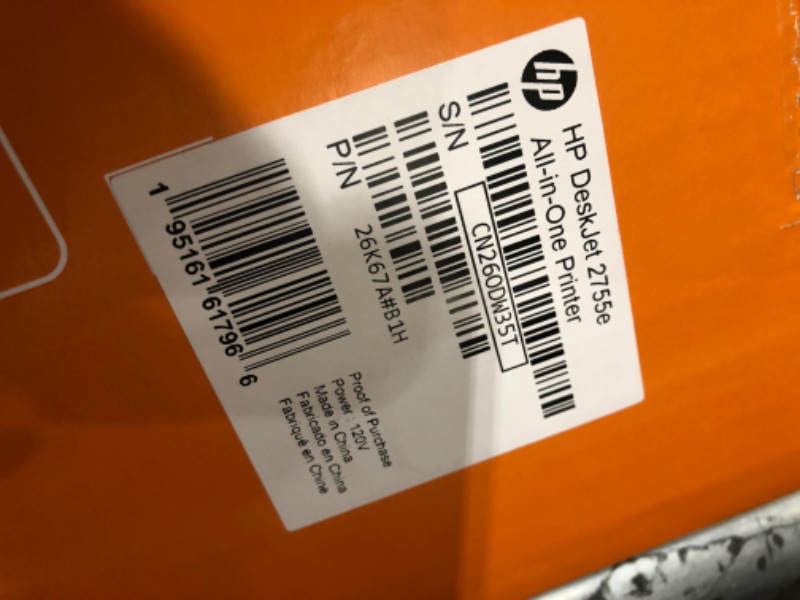 hp
HP DeskJet 2755e
All-in-One Printer
S/N
CN260DW35T
P/N
26K67A#B1H
1 95161 61796 6
Proof of Purchase
Power : 120V
Made in China
Fabricado en China
Fabriqué en Chine